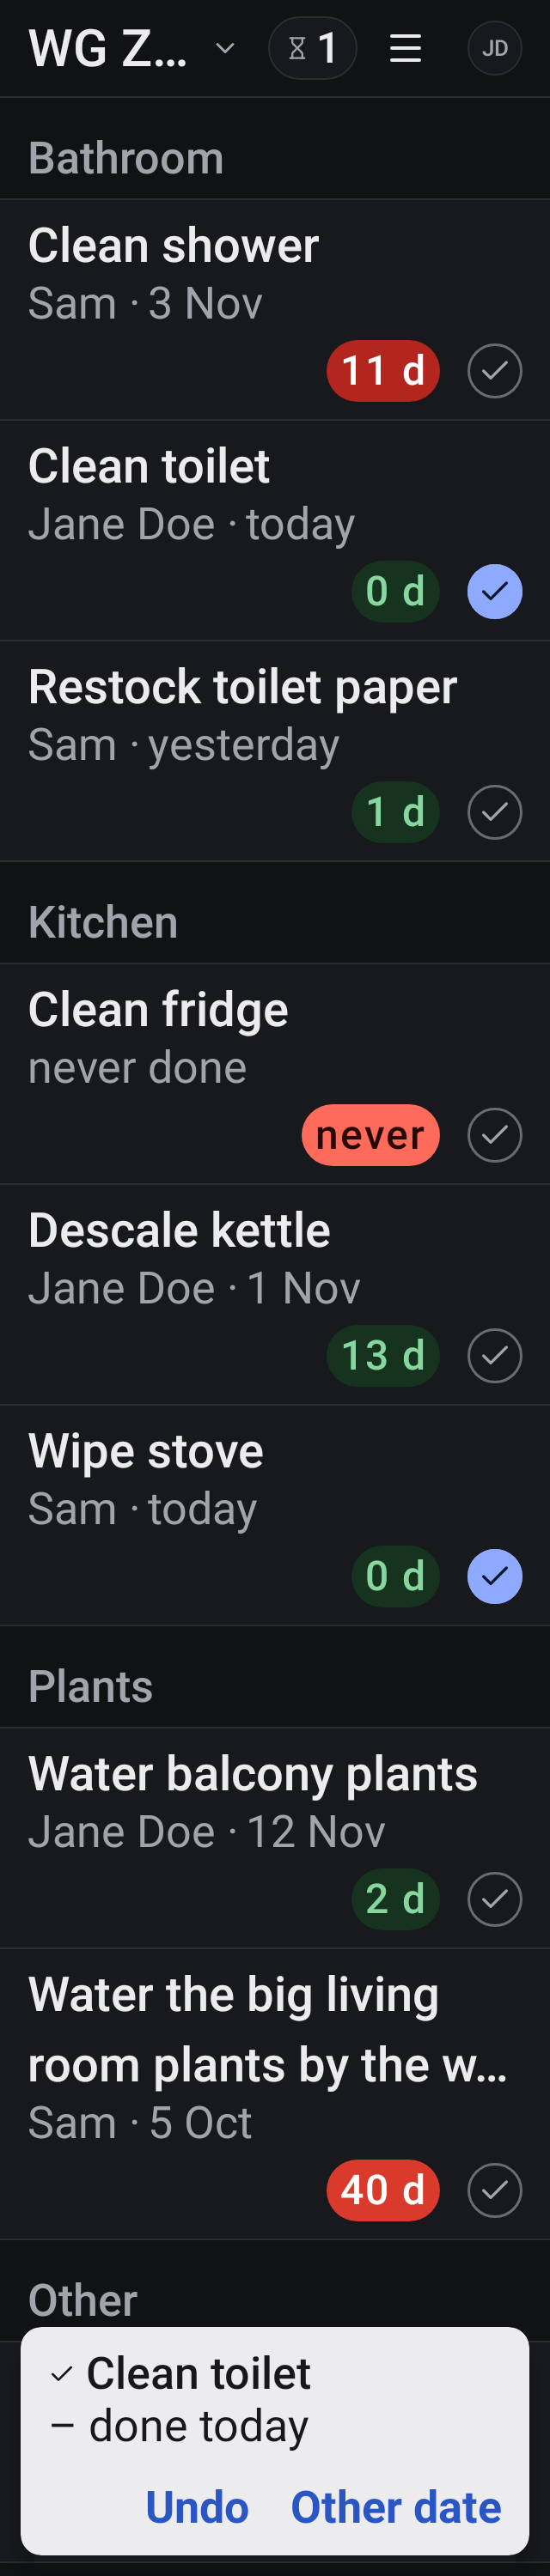 WG Z… 1 JD
Bathroom
Clean shower
Sam · 3 Nov
11 d
Clean toilet
Jane Doe · today
0 d
Restock toilet paper
Sam · yesterday
1 d
Kitchen
Clean fridge
never done
never
Descale kettle
Jane Doe · 1 Nov
13 d
Wipe stove
Sam · today
0 d
Plants
Water balcony plants
Jane Doe · 12 Nov
2 d
Water the big living
room plants by the w…
Sam · 5 Oct
40 d
Other
Clean toilet
– done today
Undo Other date